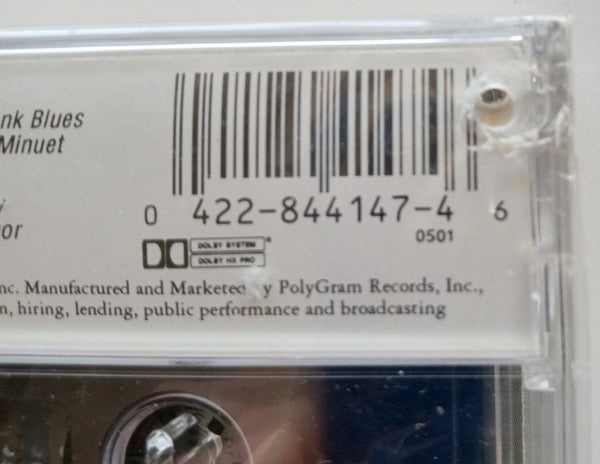 nk Blues
Minuet
or
0 422-844147-4 6
0501
DOLBY SYSTEM®
DOLBY HX PRO
nc. Manufactured and Marketed y PolyGram Records, Inc.,
n, hiring, lending, public performance and broadcasting